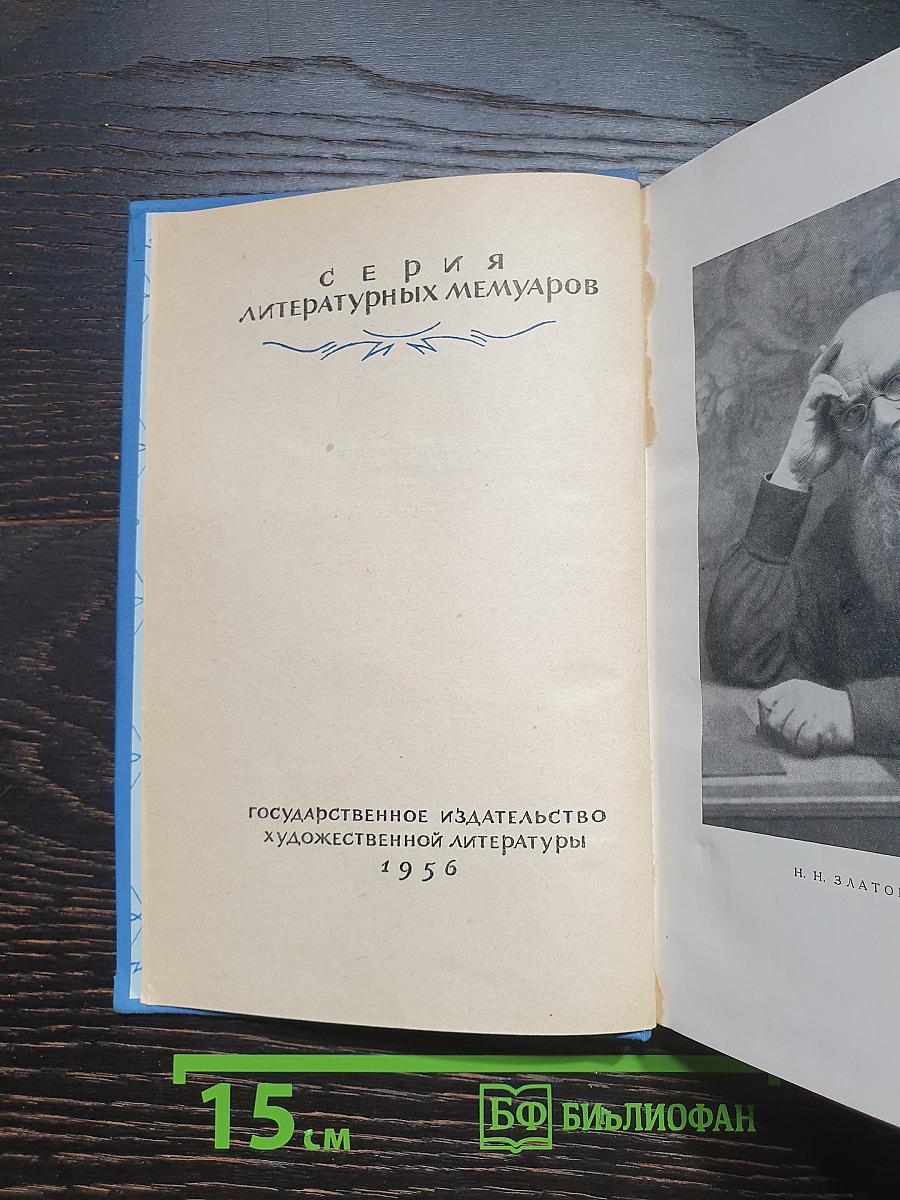 СЕРИЯ
ЛИТЕРАТУРНЫХ МЕМУАРОВ
ГОСУДАРСТВЕННОЕ ИЗДАТЕЛЬСТВО
ХУДОЖЕСТВЕННОЙ ЛИТЕРАТУРЫ
1956
Н. Н. ЗЛАТО
15 см
БФ БИБЛИОФАН